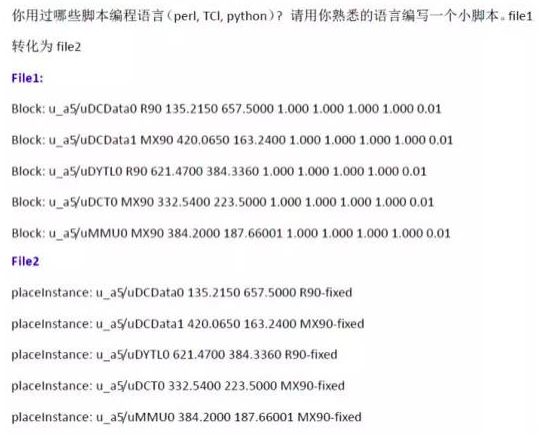 你用过哪些脚本编程语言（perl, TCl, python）？ 请用你熟悉的语言编写一个小脚本。file1
转化为 file2
File1:
Block: u_a5/uDCData0 R90 135.2150 657.5000 1.000 1.000 1.000 1.000 0.01
Block: u_a5/uDCData1 MX90 420.0650 163.2400 1.000 1.000 1.000 1.000 0.01
Block: u_a5/uDYTL0 R90 621.4700 384.3360 1.000 1.000 1.000 1.000 0.01
Block: u_a5/uDCT0 MX90 332.5400 223.5000 1.000 1.000 1.000 1.000 0.01
Block: u_a5/uMMU0 MX90 384.2000 187.66001 1.000 1.000 1.000 1.000 0.01
File2
placeInstance: u_a5/uDCData0 135.2150 657.5000 R90-fixed
placeInstance: u_a5/uDCData1 420.0650 163.2400 MX90-fixed
placeInstance: u_a5/uDYTL0 621.4700 384.3360 R90-fixed
placeInstance: u_a5/uDCT0 332.5400 223.5000 MX90-fixed
placeInstance: u_a5/uMMU0 384.2000 187.66001 MX90-fixed